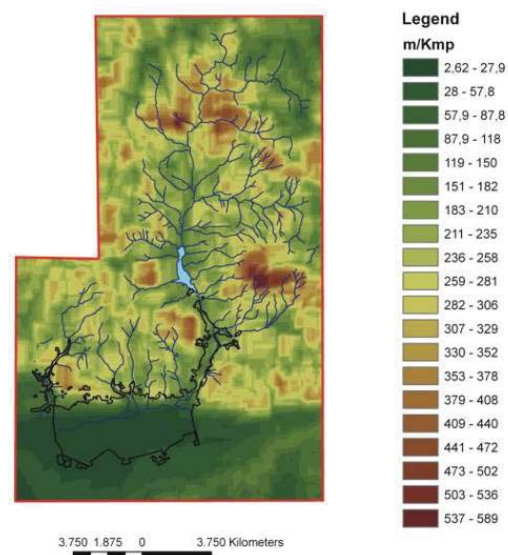 Legend
m/Kmp
2,62 - 27,9
28 - 57,8
57,9 - 87,8
87,9 - 118
119 - 150
151 - 182
183 - 210
211 - 235
236 - 258
259 - 281
282 - 306
307 - 329
330 - 352
353 - 378
379 - 408
409 - 440
441 - 472
473 - 502
503 - 536
537 - 589
3.750 1.875 0 3.750 Kilometers